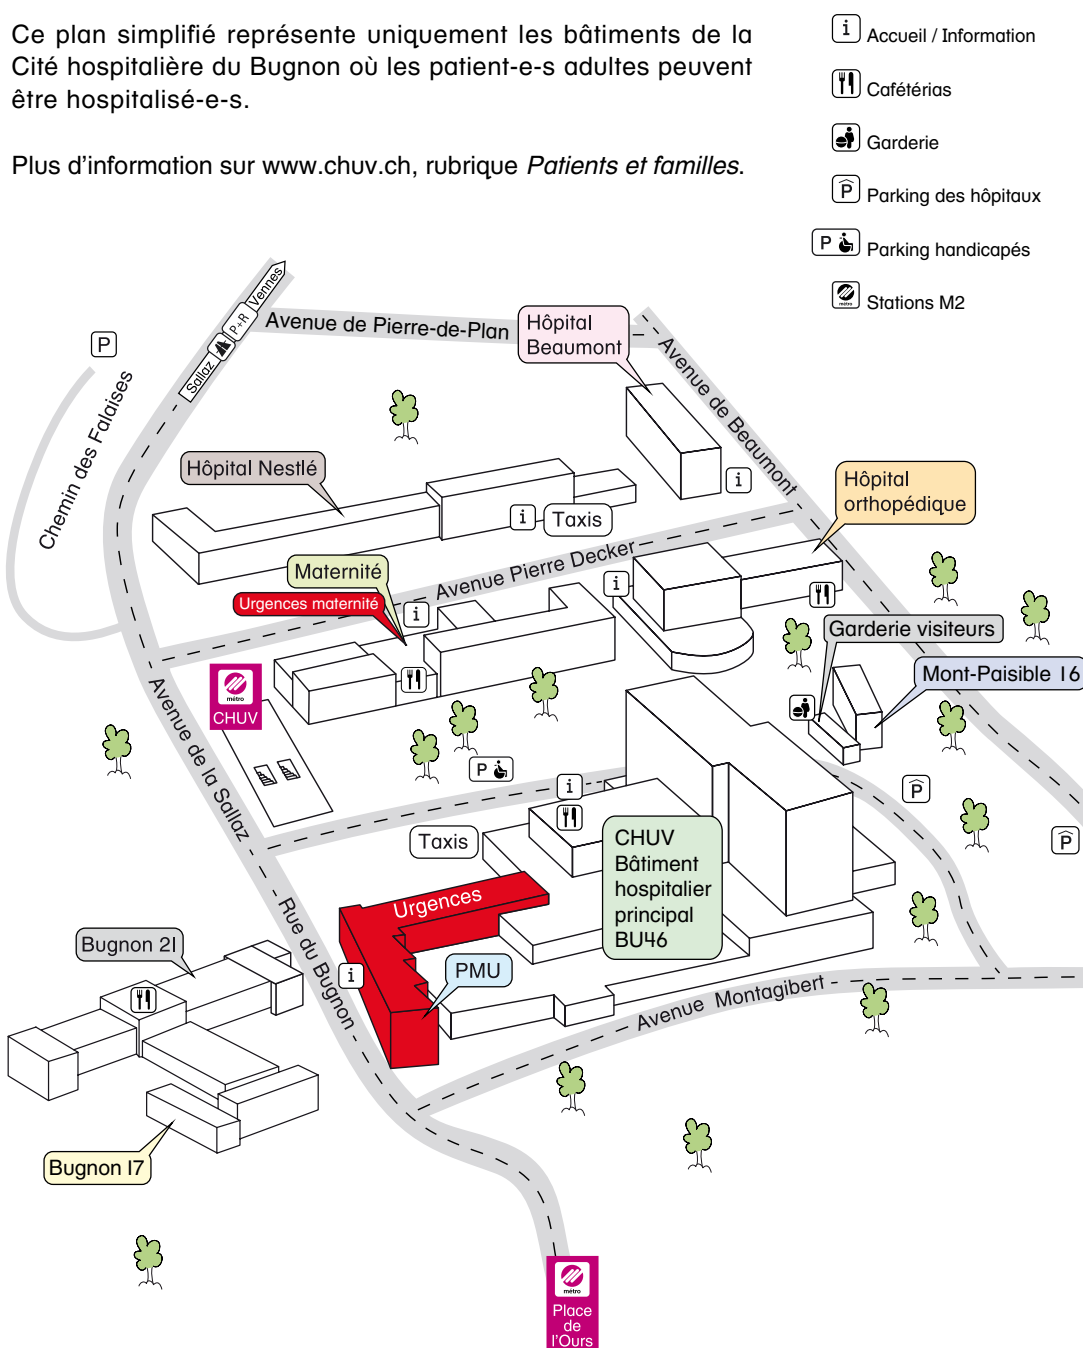 Ce plan simplifié représente uniquement les bâtiments de la
Cité hospitalière du Bugnon où les patient-e-s adultes peuvent
être hospitalisé-e-s.
Plus d'information sur www.chuv.ch, rubrique Patients et familles.
i Accueil / Information
Cafétérias
Garderie
P Parking des hôpitaux
P Parking handicapés
métro Stations M2
Sallaz
P+R
Vennes
Avenue de Pierre-de-Plan
Hôpital
Beaumont
P
Chemin des Falaises
Avenue de Beaumont
Hôpital Nestlé
i
Hôpital
orthopédique
i
Taxis
Avenue Pierre Decker
Maternité
Urgences maternité
i
i
Garderie visiteurs
Mont-Paisible 16
métro
CHUV
Avenue de la Sallaz
P
i
P
P
Taxis
CHUV
Bâtiment
hospitalier
principal
BU46
Urgences
Rue du Bugnon
Bugnon 21
i
PMU
Avenue Montagibert
Bugnon 17
métro
Place
de
l'Ours